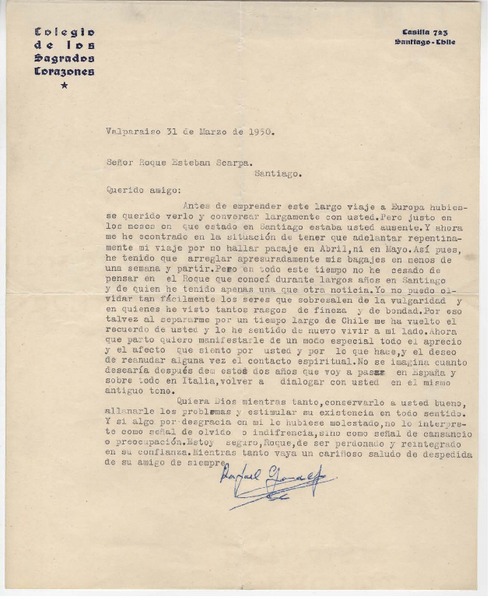 Colegio
de los
Sagrados
Corazones
Casilla 723
Santiago-Chile
Valparaiso 31 de Marzo de 1950.
Señor Roque Esteban Scarpa.
Santiago.
Querido amigo:
Antes de emprender este largo viaje a Europa hubies-
se querido verlo y conversar largamente con usted.Pero justo en
los meses en que estado en Santiago estaba usted ausente.Y ahora
me he econtrado en la situación de tener que adelantar repentina-
mente mi viaje por no hallar pasaje en Abril,ni en Mayo.Así pues,
he tenido que arreglar apresuradamente mis bagajes en menos de
una semana y partir.Pero en todo este tiempo no he cesado de
pensar en el Roque que conocí durante largos años en Santiago
y de quien he tenido apenas una que otra noticia.Yo no puedo ol-
vidar tan fácilmente los seres que sobresalen de la vulgaridad y
en quienes he visto tantos rasgos de fineza y de bondad.Por eso
talvez al separarme por un tiempo largo de Chile me ha vuelto el
recuerdo de usted y lo he sentido de nuevo vivir a mi lado.Ahora
que parto quiero manifestarle de un modo especial todo el aprecio
y el afecto que siento por usted y por lo que hace,y el deseo
de reanudar alguna vez el contacto espiritual.No se imagina cuanto
desearía después dem estos dos años que voy a pasar en España y
sobre todo en Italia,volver a dialogar con usted en el mismo
antiguo tono.
Quiera Dios mientras tanto,conservarlo a usted bueno,
allanarle los problemas y estimular su existencia en todo sentido.
Y si algo por desgracia en mi le hubiese molestado,no lo interpre-
te como señal de olvido o indifrencia,sino como señal de cansancio
o preocupación.Estoy seguro,Roque,de ser perdonado y reintegrado
en su confianza.Mientras tanto vaya un cariñoso saludo de despedida
de su amigo de siempre
Rafael